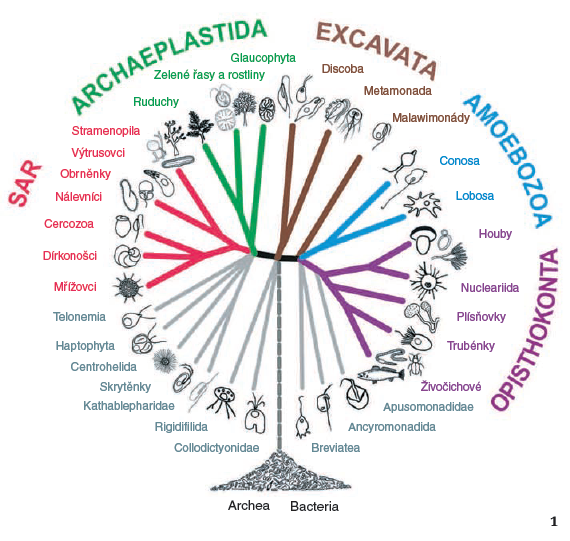 ARCHAEPLASTIDA
EXCAVATA
AMOEBOZOA
OPISTHOKONTA
SAR
Glaucophyta
Zelené řasy a rostliny
Ruduchy
Stramenopila
Výtrusovci
Obrněnky
Nálevníci
Cercozoa
Dírkonošci
Mřížovci
Telonemia
Haptophyta
Centrohelida
Skrytěnky
Kathablepharidae
Rigidifilida
Collodictyonidae
Discoba
Metamonada
Malawimonády
Conosa
Lobosa
Houby
Nucleariida
Plísňovky
Trubénky
Živočichové
Apusomonadidae
Ancyromonadida
Breviatea
Archea Bacteria
1